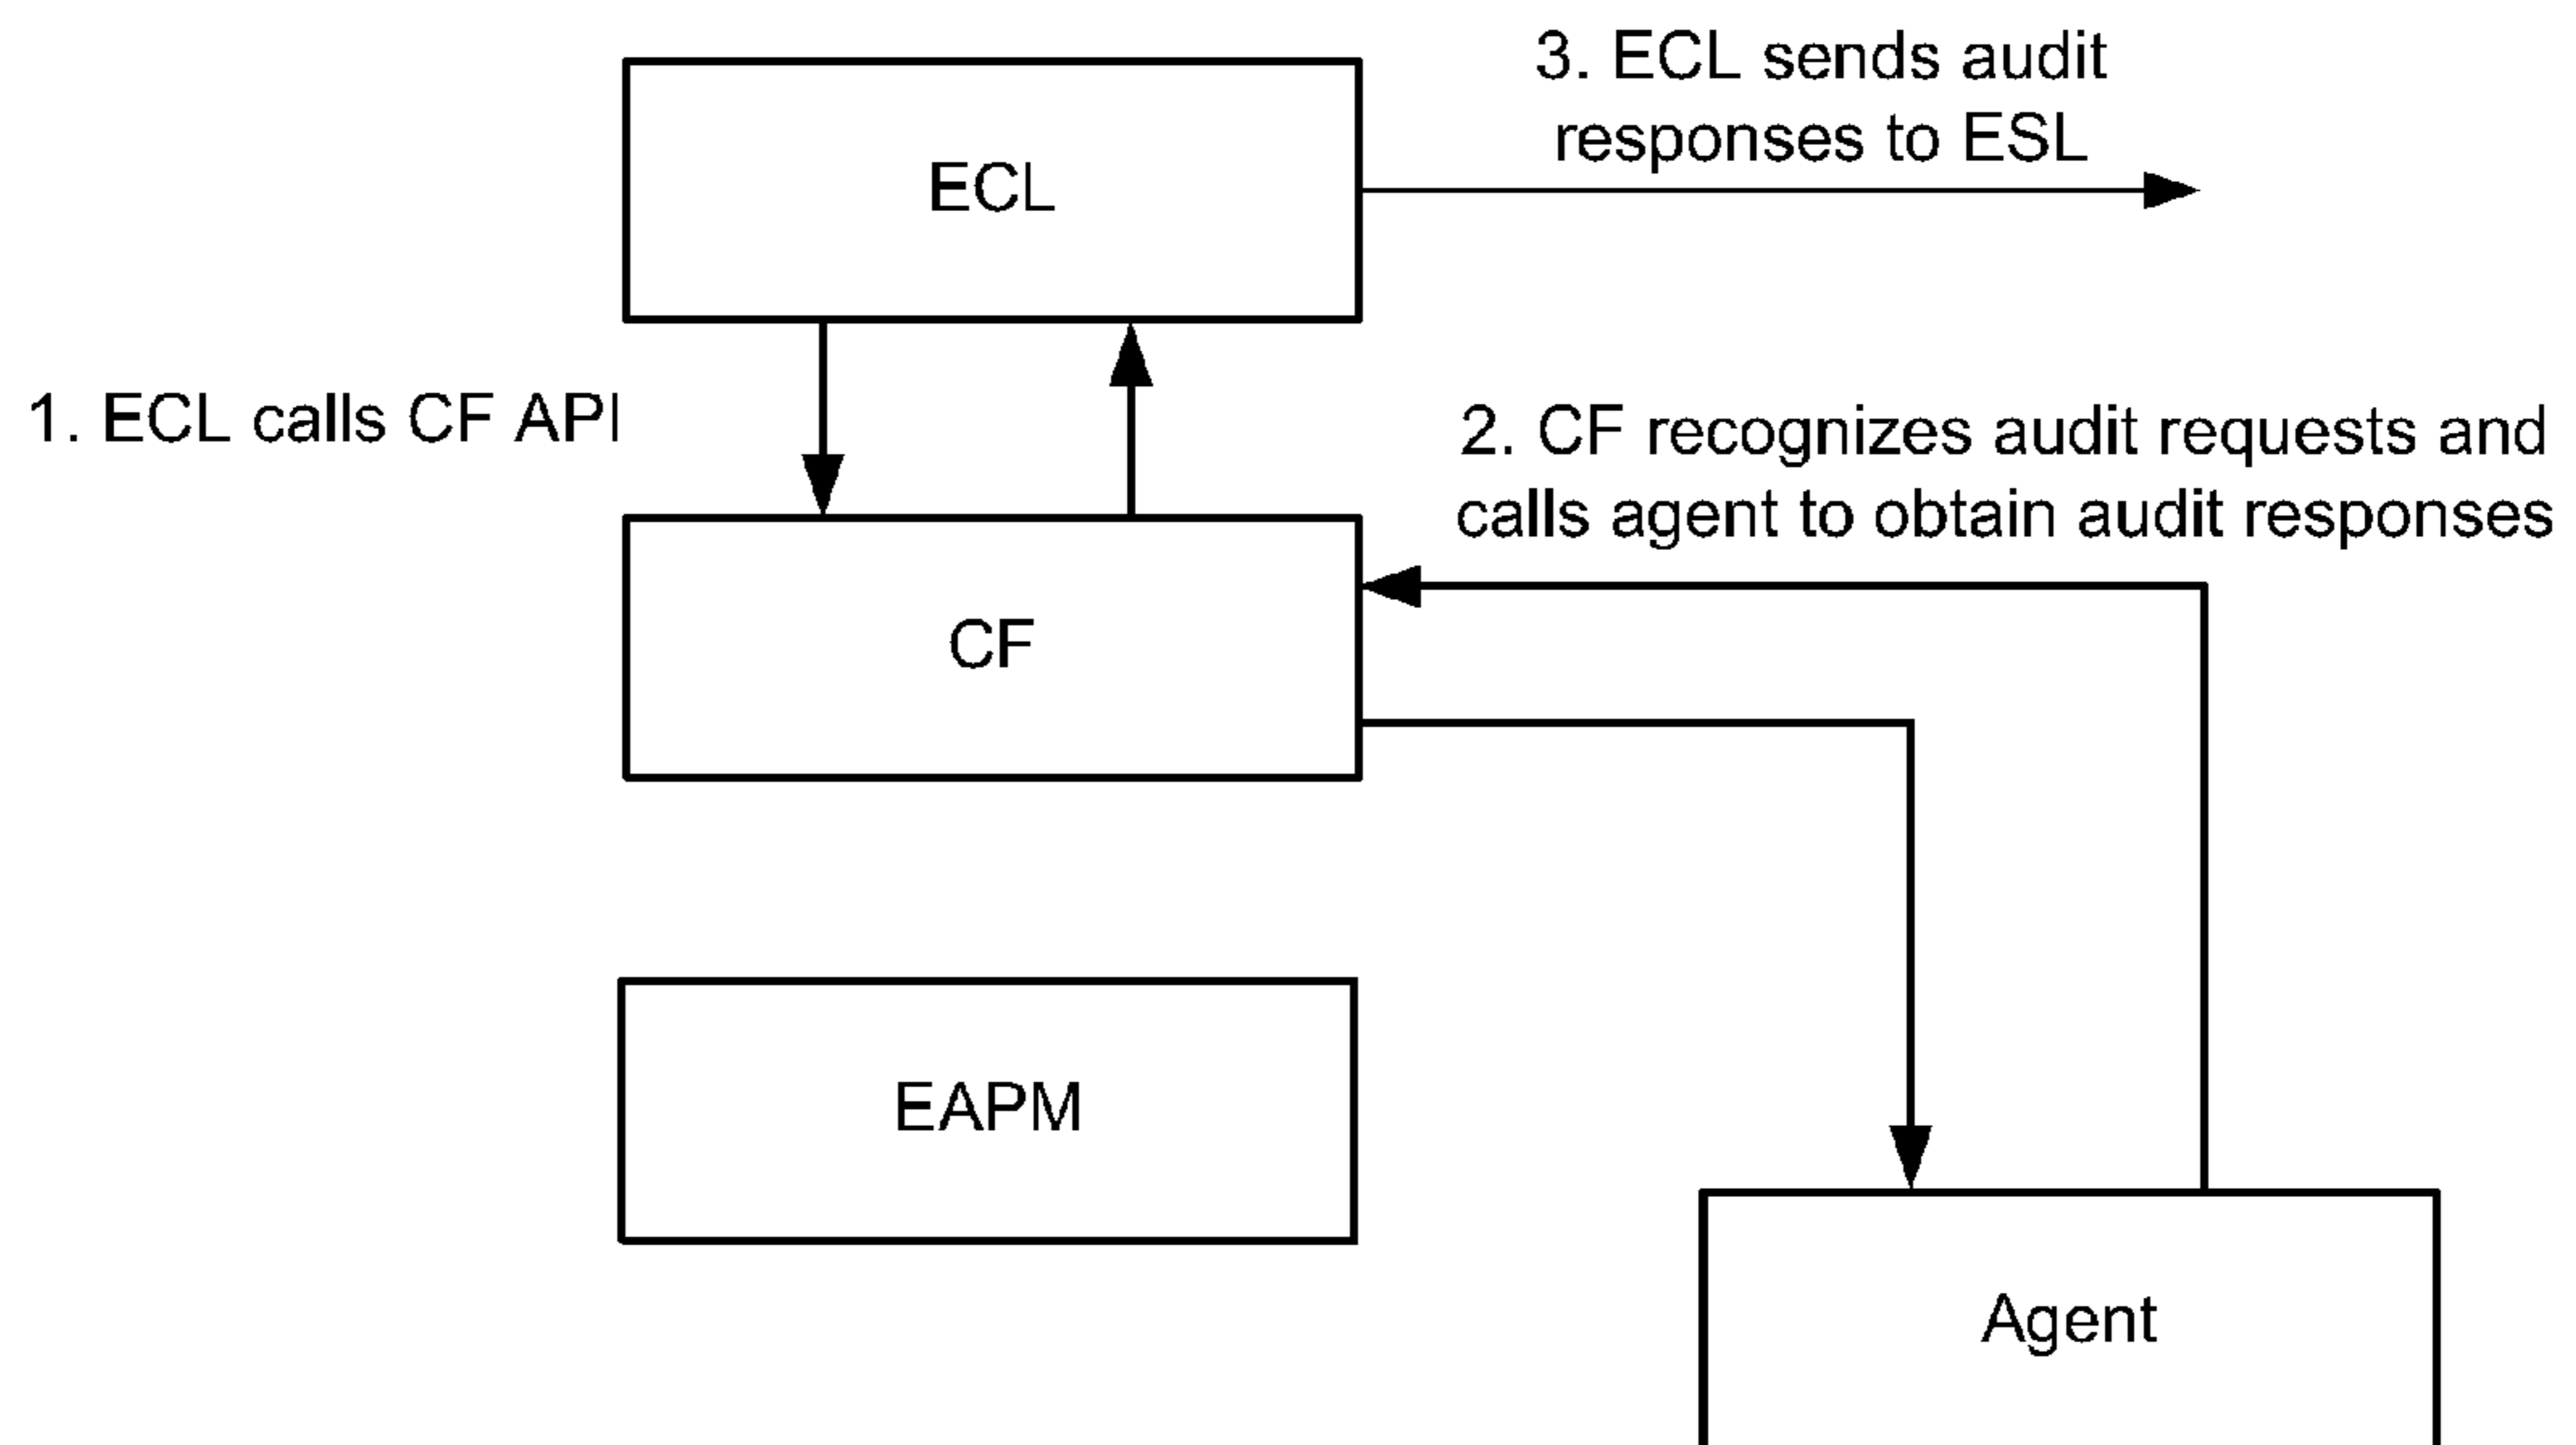 3. ECL sends audit
responses to ESL
ECL
1. ECL calls CF API
2. CF recognizes audit requests and
calls agent to obtain audit responses
CF
EAPM
Agent